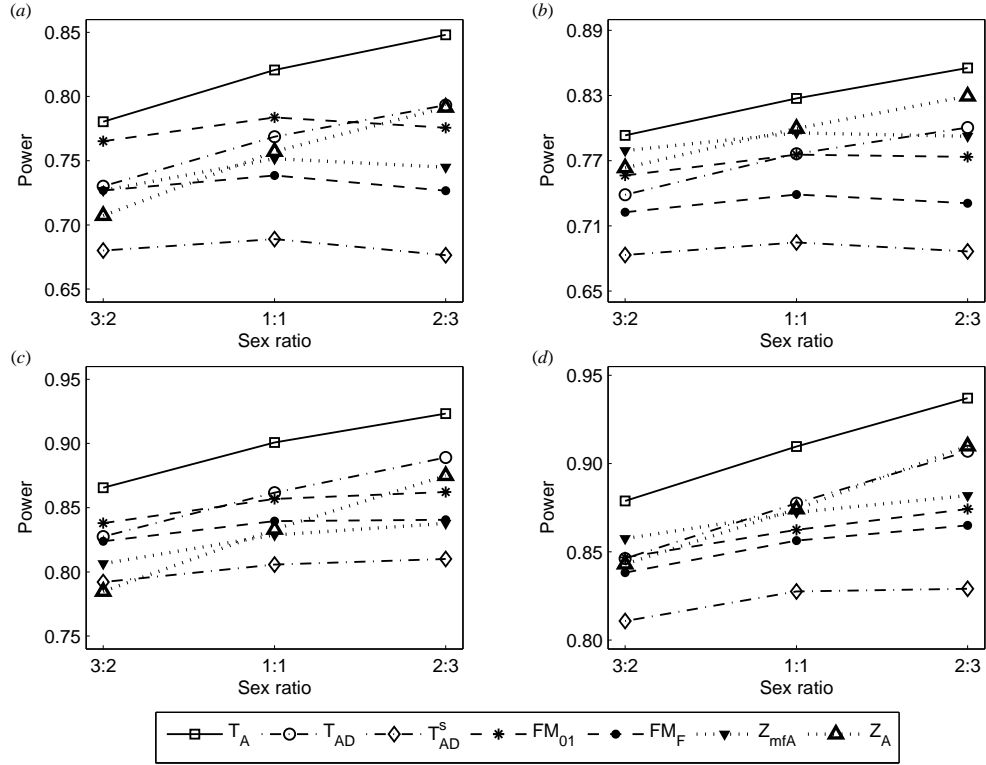 (a)
0.85
0.80
0.75
0.70
0.65
Power
3:2 1:1 2:3
Sex ratio
(b)
0.89
0.83
0.77
0.71
0.65
Power
3:2 1:1 2:3
Sex ratio
(c)
0.95
0.90
0.85
0.80
0.75
Power
3:2 1:1 2:3
Sex ratio
(d)
0.95
0.90
0.85
0.80
Power
3:2 1:1 2:3
Sex ratio
T_A T_AD T^s_AD FM_01 FM_F Z_mfA Z_A